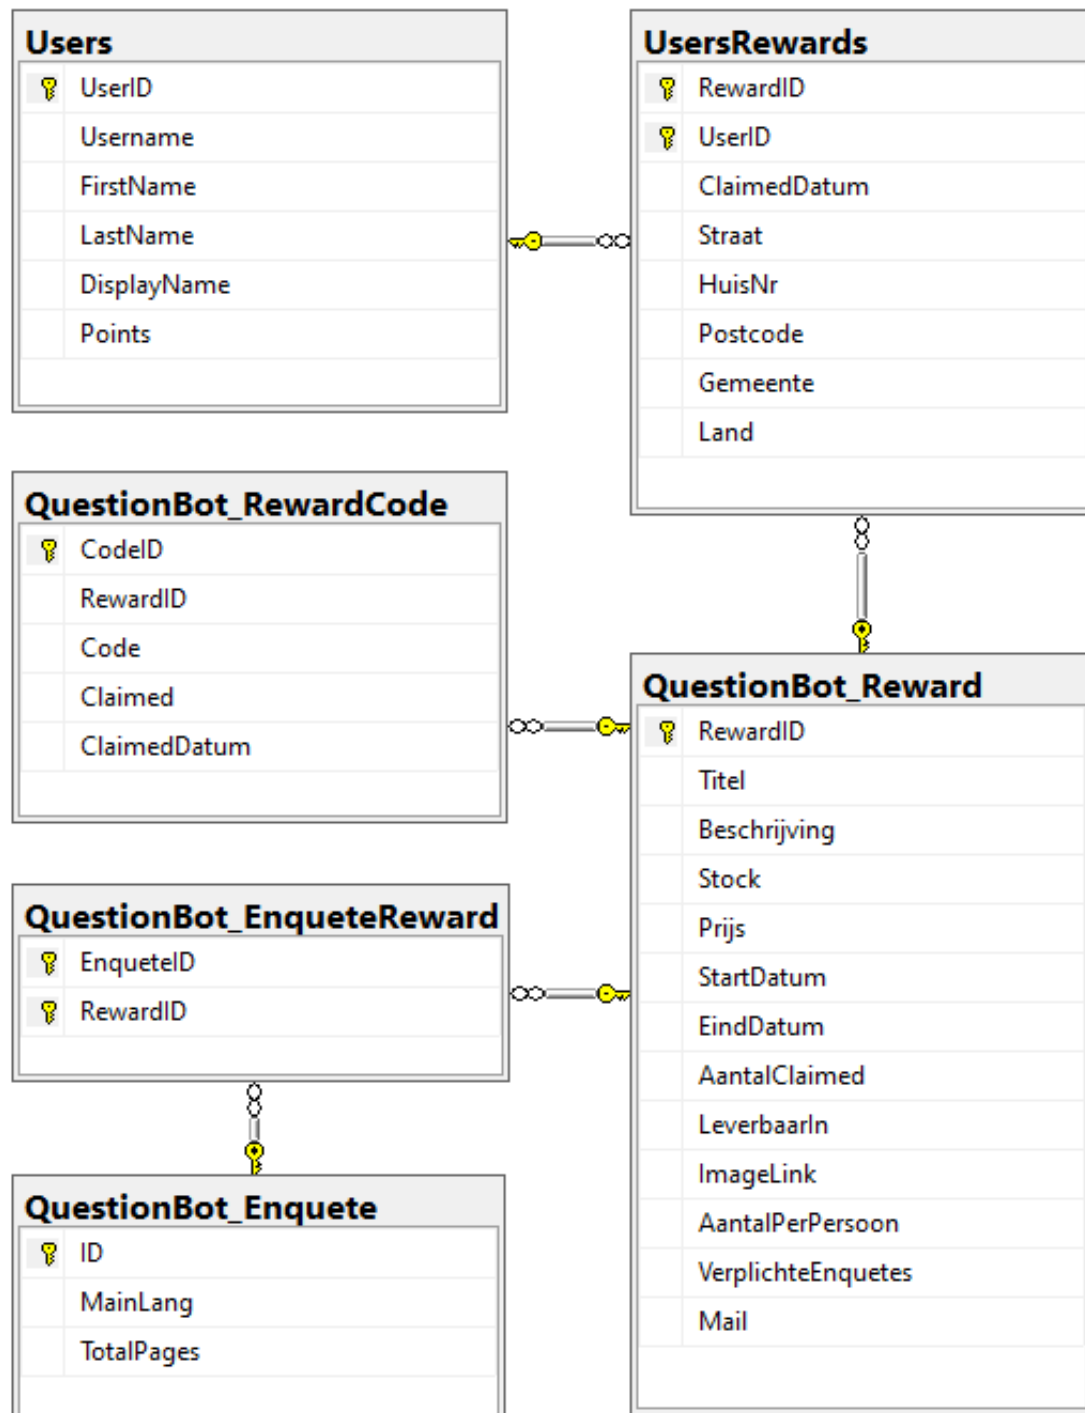 Users
UserID
Username
FirstName
LastName
DisplayName
Points
UsersRewards
RewardID
UserID
ClaimedDatum
Straat
HuisNr
Postcode
Gemeente
Land
QuestionBot_RewardCode
CodeID
RewardID
Code
Claimed
ClaimedDatum
QuestionBot_Reward
RewardID
Titel
Beschrijving
Stock
Prijs
StartDatum
EindDatum
AantalClaimed
LeverbaarIn
ImageLink
AantalPerPersoon
VerplichteEnquetes
Mail
QuestionBot_EnqueteReward
EnqueteID
RewardID
QuestionBot_Enquete
ID
MainLang
TotalPages